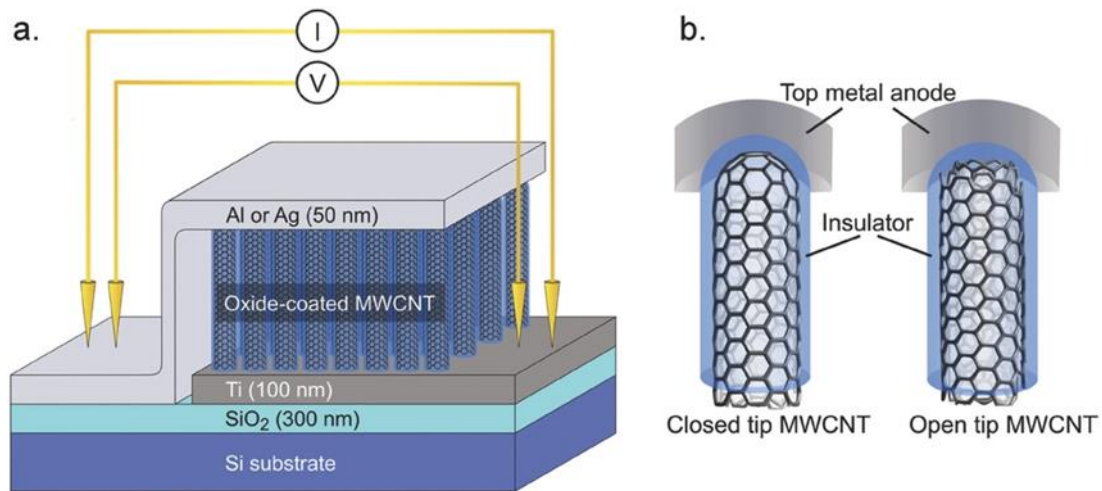 a.
I
V
Al or Ag (50 nm)
Oxide-coated MWCNT
Ti (100 nm)
SiO₂ (300 nm)
Si substrate
b.
Top metal anode
Insulator
Closed tip MWCNT
Open tip MWCNT